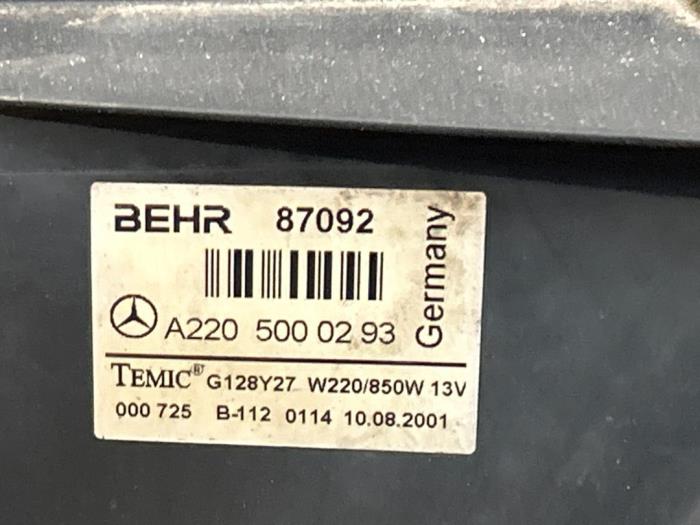 BEHR 87092
A220 500 02 93
Germany
TEMIC® G128Y27 W220/850W 13V
000 725 B-112 0114 10.08.2001